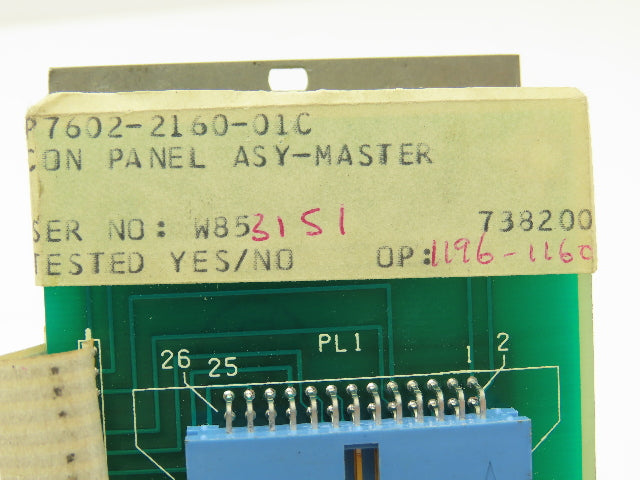 P7602-2160-01C
CON PANEL ASY-MASTER
SER NO: W853151 738200
TESTED YES/NO OP:1196-1160
PL1
26 25 1 2